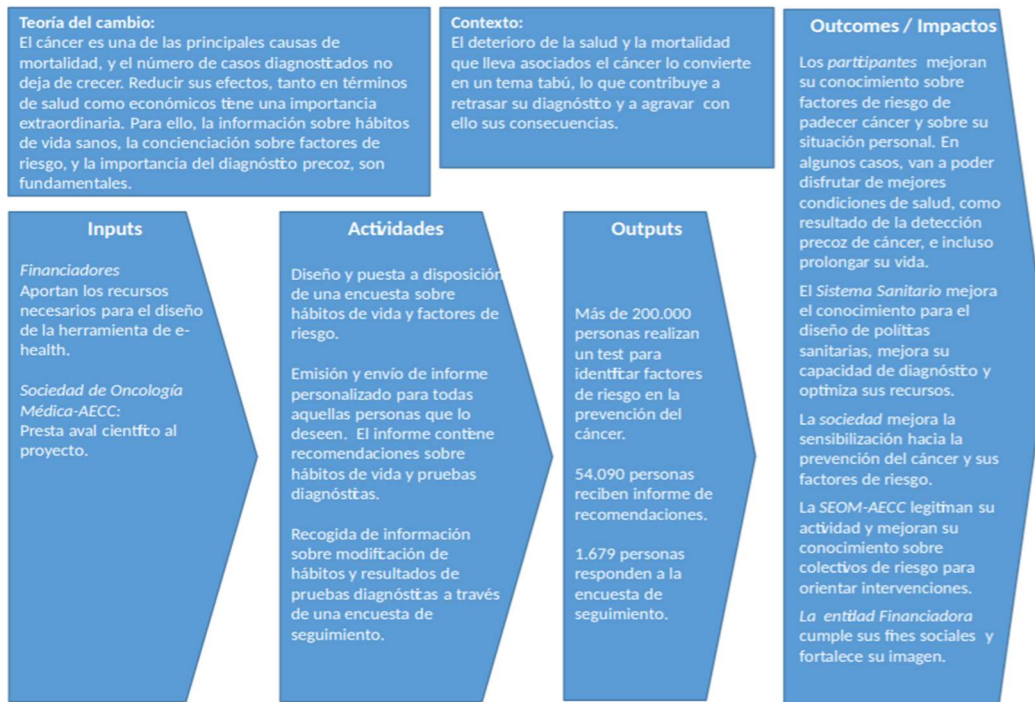 Teoría del cambio:
El cáncer es una de las principales causas de
mortalidad, y el número de casos diagnosticados no
deja de crecer. Reducir sus efectos, tanto en términos
de salud como económicos tiene una importancia
extraordinaria. Para ello, la información sobre hábitos
de vida sanos, la concienciación sobre factores de
riesgo, y la importancia del diagnóstico precoz, son
fundamentales.
Contexto:
El deterioro de la salud y la mortalidad
que lleva asociados el cáncer lo convierte
en un tema tabú, lo que contribuye a
retrasar su diagnóstico y a agravar con
ello sus consecuencias.
Inputs
Financiadores
Aportan los recursos
necesarios para el diseño
de la herramienta de e-
health.
Sociedad de Oncología
Médica-AECC:
Presta aval científico al
proyecto.
Actividades
Diseño y puesta a disposición
de una encuesta sobre
hábitos de vida y factores de
riesgo.
Emisión y envío de informe
personalizado para todas
aquellas personas que lo
deseen. El informe contiene
recomendaciones sobre
hábitos de vida y pruebas
diagnósticas.
Recogida de información
sobre modificación de
hábitos y resultados de
pruebas diagnósticas a través
de una encuesta de
seguimiento.
Outputs
Más de 200.000
personas realizan
un test para
identificar factores
de riesgo en la
prevención del
cáncer.
54.090 personas
reciben informe de
recomendaciones.
1.679 personas
responden a la
encuesta de
seguimiento.
Outcomes / Impactos
Los participantes mejoran
su conocimiento sobre
factores de riesgo de
padecer cáncer y sobre su
situación personal. En
algunos casos, van a poder
disfrutar de mejores
condiciones de salud, como
resultado de la detección
precoz de cáncer, e incluso
prolongar su vida.
El Sistema Sanitario mejora
el conocimiento para el
diseño de políticas
sanitarias, mejora su
capacidad de diagnóstico y
optimiza sus recursos.
La sociedad mejora la
sensibilización hacia la
prevención del cáncer y sus
factores de riesgo.
La SEOM-AECC legitiman su
actividad y mejoran su
conocimiento sobre
colectivos de riesgo para
orientar intervenciones.
La entidad Financiadora
cumple sus fines sociales y
fortalece su imagen.